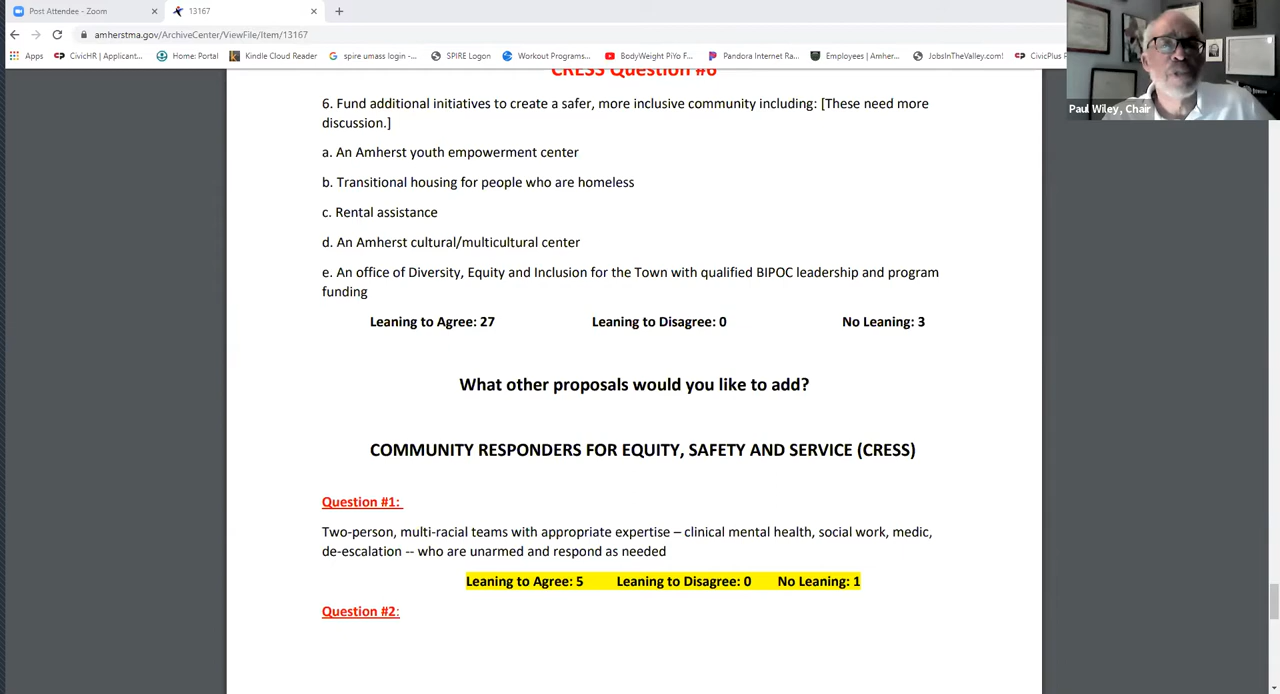 Post Attendee - Zoom
13167
amherstma.gov/ArchiveCenter/ViewFile/Item/13167
Apps
CivicHR | Applicant...
Home: Portal
Kindle Cloud Reader
spire umass login -...
SPIRE Logon
Workout Programs...
BodyWeight PiYo F...
Pandora Internet Ra...
Employees | Amher...
JobsInTheValley.com!
CivicPlus
Paul Wiley, Chair
CRESS Question #6
6. Fund additional initiatives to create a safer, more inclusive community including: [These need more
discussion.]
a. An Amherst youth empowerment center
b. Transitional housing for people who are homeless
c. Rental assistance
d. An Amherst cultural/multicultural center
e. An office of Diversity, Equity and Inclusion for the Town with qualified BIPOC leadership and program
funding
Leaning to Agree: 27 Leaning to Disagree: 0 No Leaning: 3
What other proposals would you like to add?
COMMUNITY RESPONDERS FOR EQUITY, SAFETY AND SERVICE (CRESS)
Question #1:
Two-person, multi-racial teams with appropriate expertise – clinical mental health, social work, medic,
de-escalation -- who are unarmed and respond as needed
Leaning to Agree: 5 Leaning to Disagree: 0 No Leaning: 1
Question #2: